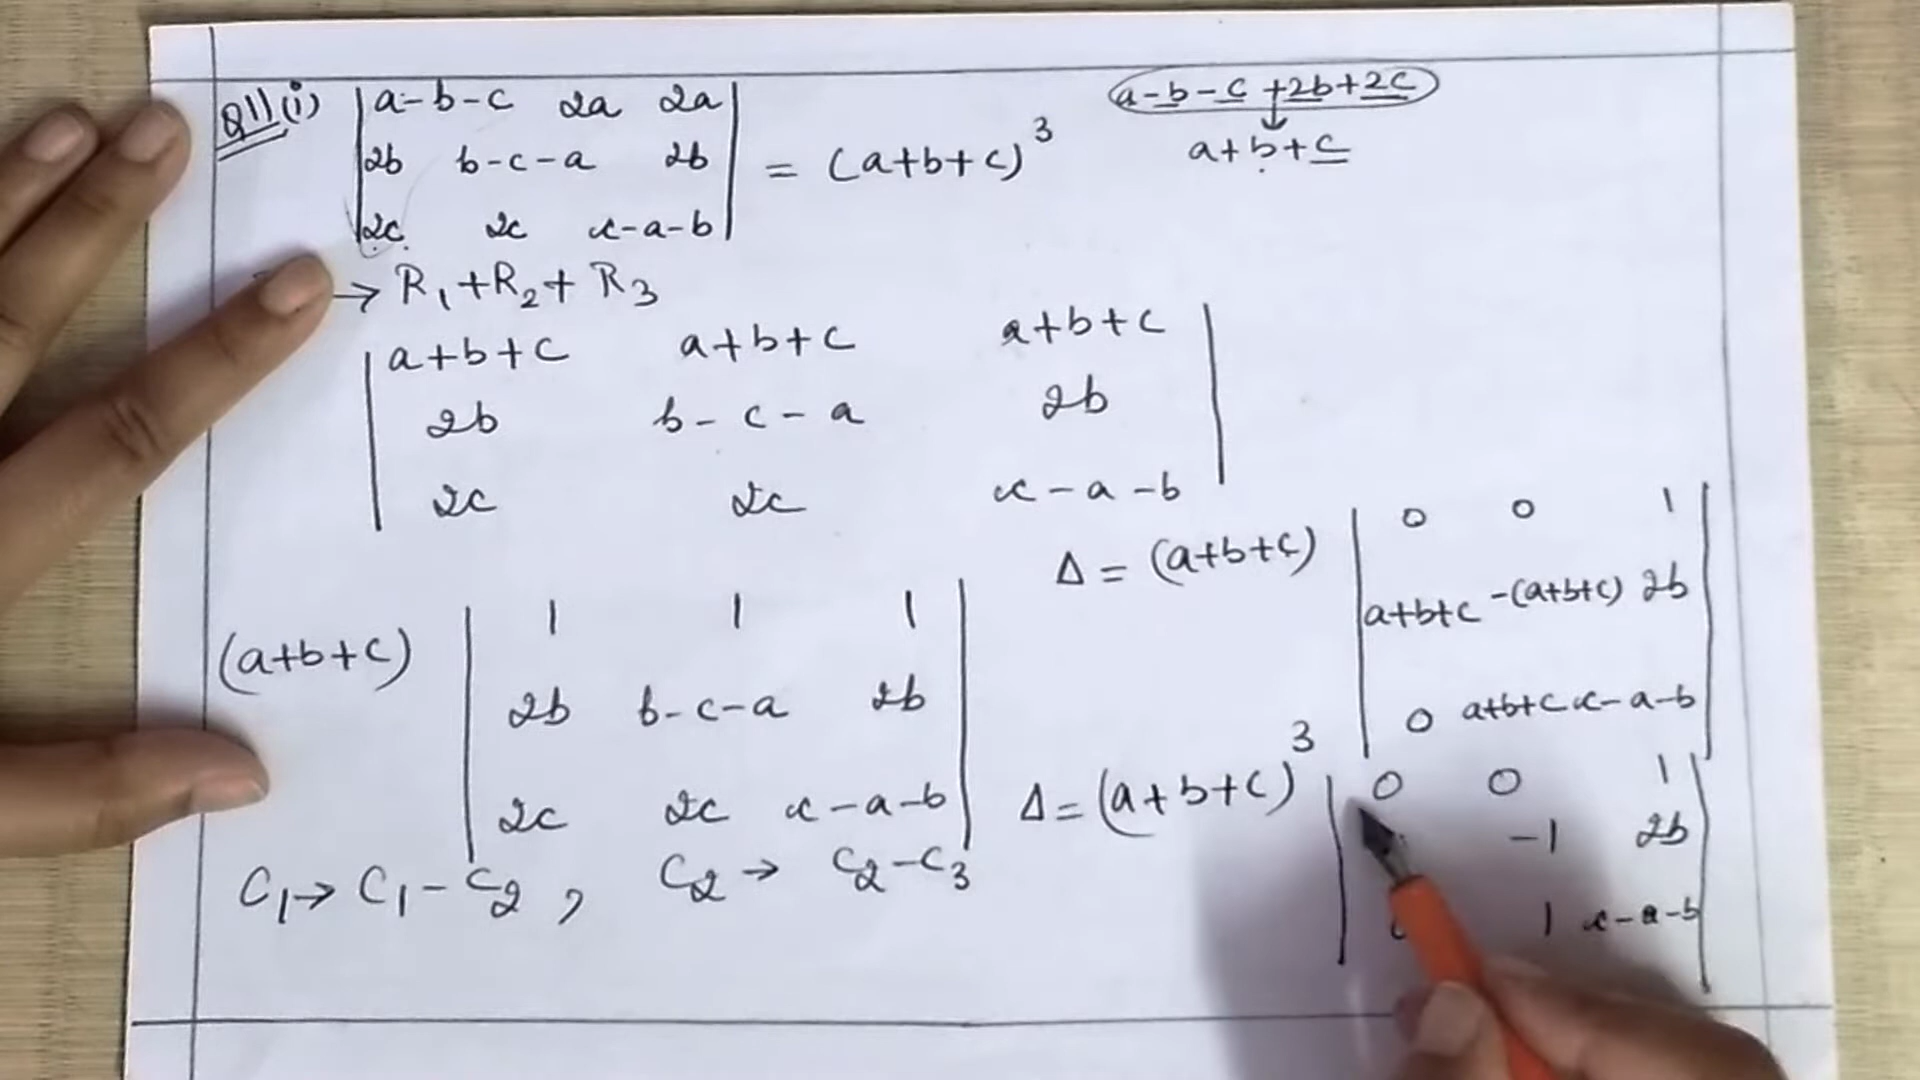 Q11(i) | a-b-c 2a 2a |
| 2b b-c-a 2b | = (a+b+c)³
| 2c 2c c-a-b |
a-b-c+2b+2c
↓
a+b+c
→ R₁+R₂+R₃
| a+b+c a+b+c a+b+c |
| 2b b-c-a 2b |
| 2c 2c c-a-b |
(a+b+c) | 1 1 1 |
| 2b b-c-a 2b |
| 2c 2c c-a-b |
C₁→ C₁-C₂ , C₂ → C₂-C₃
Δ = (a+b+c) | 0 0 1 |
| a+b+c -(a+b+c) 2b |
| 0 a+b+c c-a-b |
Δ = (a+b+c)³ | 0 0 1 |
| -1 2b |
| 1 c-a-b |